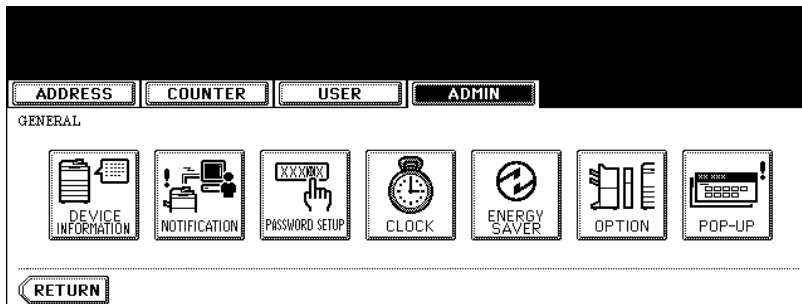 ADDRESS COUNTER USER ADMIN
GENERAL
DEVICE INFORMATION NOTIFICATION PASSWORD SETUP CLOCK ENERGY SAVER OPTION POP-UP
RETURN